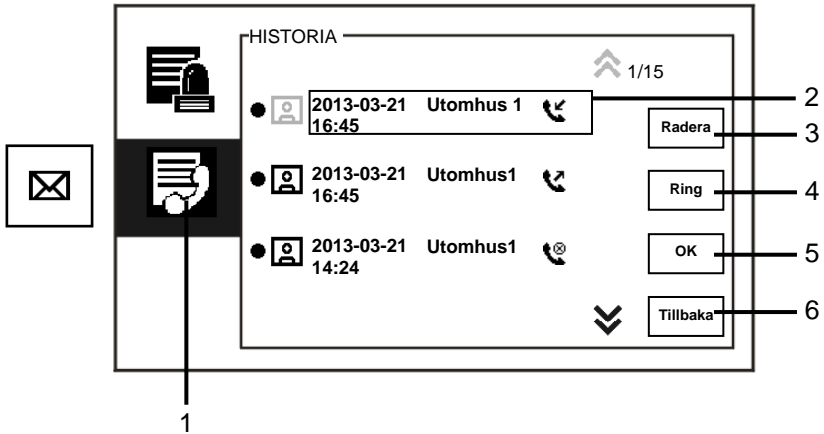 HISTORIA
1/15
2013-03-21 Utomhus 1
16:45
2
Radera
3
2013-03-21 Utomhus1
16:45
Ring
4
2013-03-21 Utomhus1
14:24
OK
5
Tillbaka
6
1